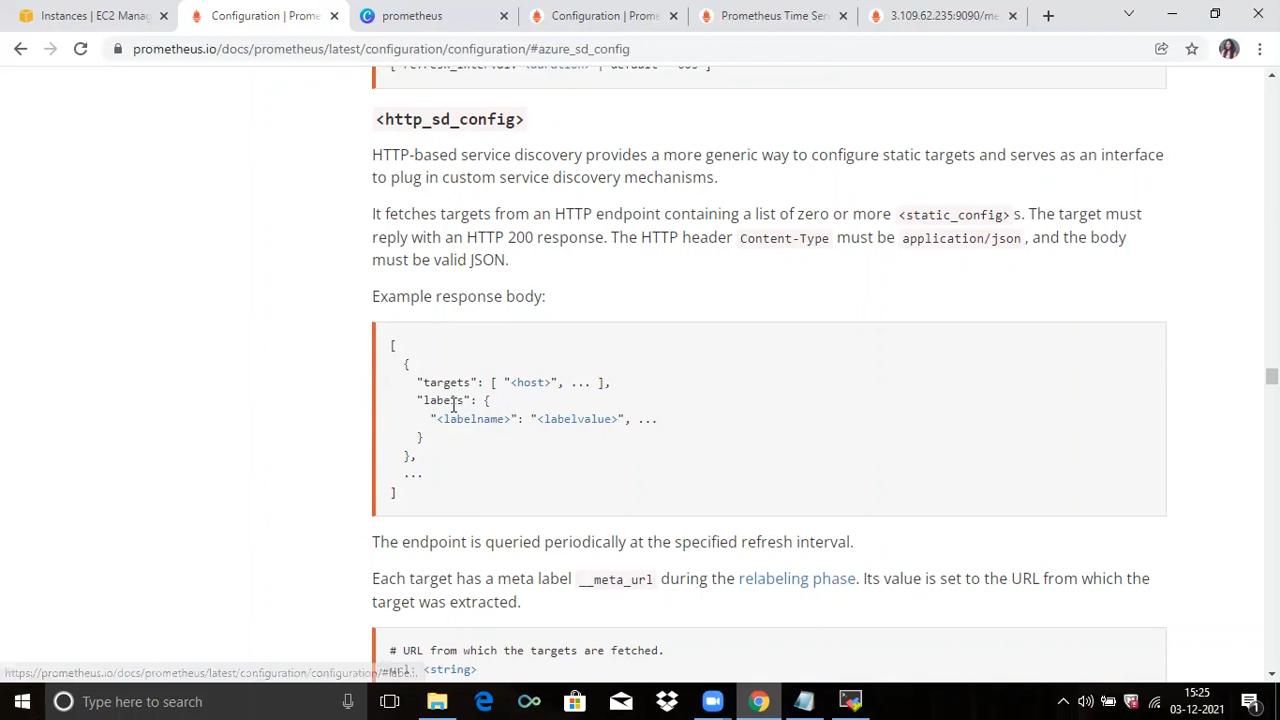 Instances | EC2 Manag
Configuration | Prome
prometheus
Configuration | Prom
Prometheus Time Ser
3.109.62.235:9090/me
prometheus.io/docs/prometheus/latest/configuration/configuration/#azure_sd_config
<http_sd_config>
HTTP-based service discovery provides a more generic way to configure static targets and serves as an interface
to plug in custom service discovery mechanisms.
It fetches targets from an HTTP endpoint containing a list of zero or more <static_config> s. The target must
reply with an HTTP 200 response. The HTTP header Content-Type must be application/json , and the body
must be valid JSON.
Example response body:
[
{
"targets": [ "<host>", ... ],
"labels": {
"<labelname>": "<labelvalue>", ...
}
},
...
]
The endpoint is queried periodically at the specified refresh interval.
Each target has a meta label __meta_url during the relabeling phase. Its value is set to the URL from which the
target was extracted.
# URL from which the targets are fetched.
url: <string>
https://prometheus.io/docs/prometheus/latest/configuration/configuration/#labe...
Type here to search
15:25
03-12-2021
1